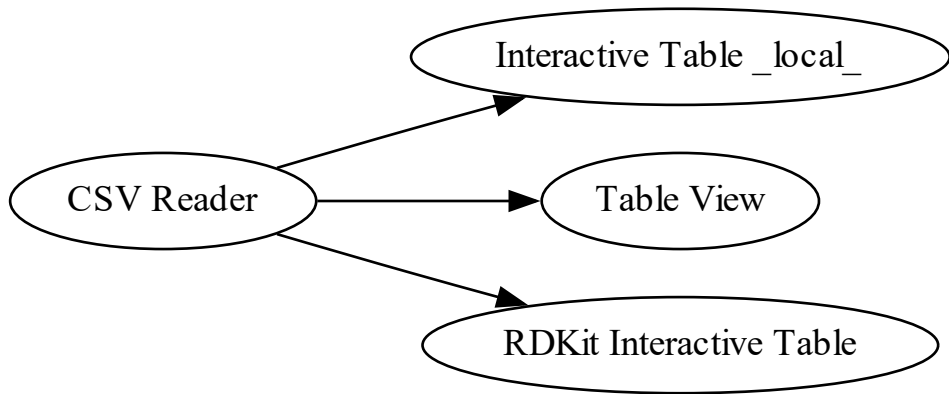 Interactive Table _local_
CSV Reader
Table View
RDKit Interactive Table